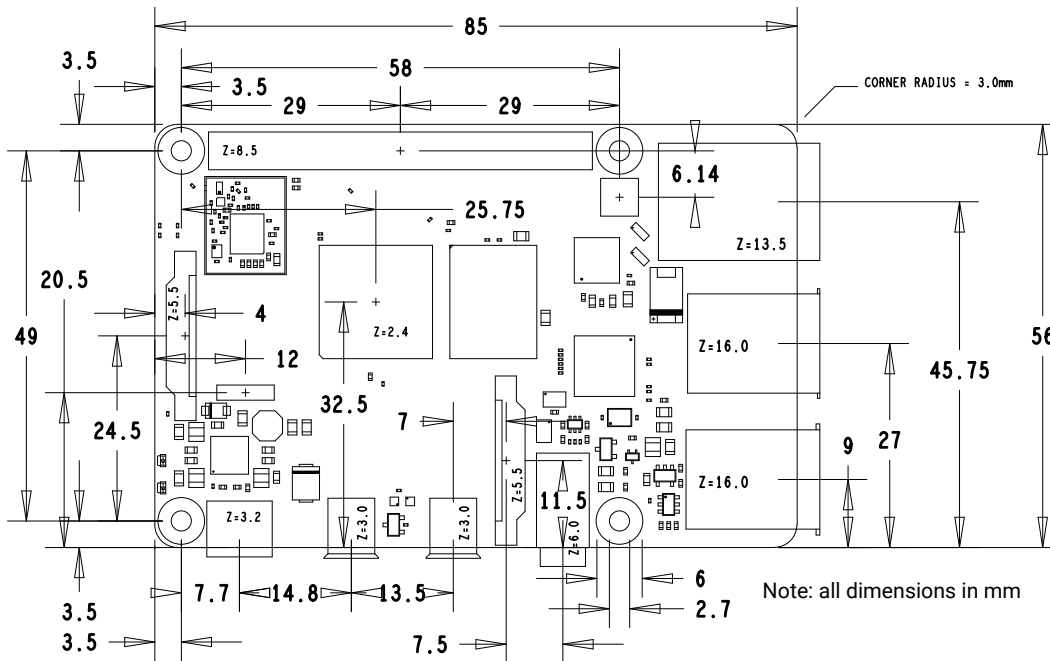 85
3.5
58
3.5
CORNER RADIUS = 3.0mm
29
29
Z=8.5
6.14
25.75
Z=13.5
20.5
Z=5.5
4
49
Z=2.4
56
12
Z=16.0
45.75
32.5
7
24.5
27
9
Z=16.0
Z=5.5
11.5
Z=3.2
Z=3.0
Z=3.0
Z=6.0
7.7
14.8
13.5
6
Note: all dimensions in mm
3.5
2.7
3.5
7.5